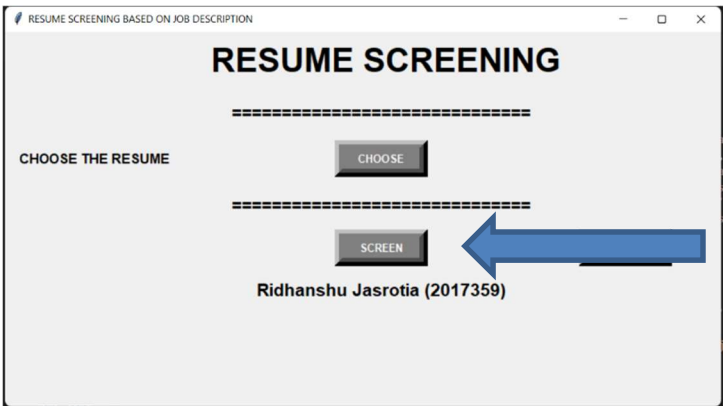 RESUME SCREENING BASED ON JOB DESCRIPTION
RESUME SCREENING
==============================
CHOOSE THE RESUME CHOOSE
==============================
SCREEN
Ridhanshu Jasrotia (2017359)